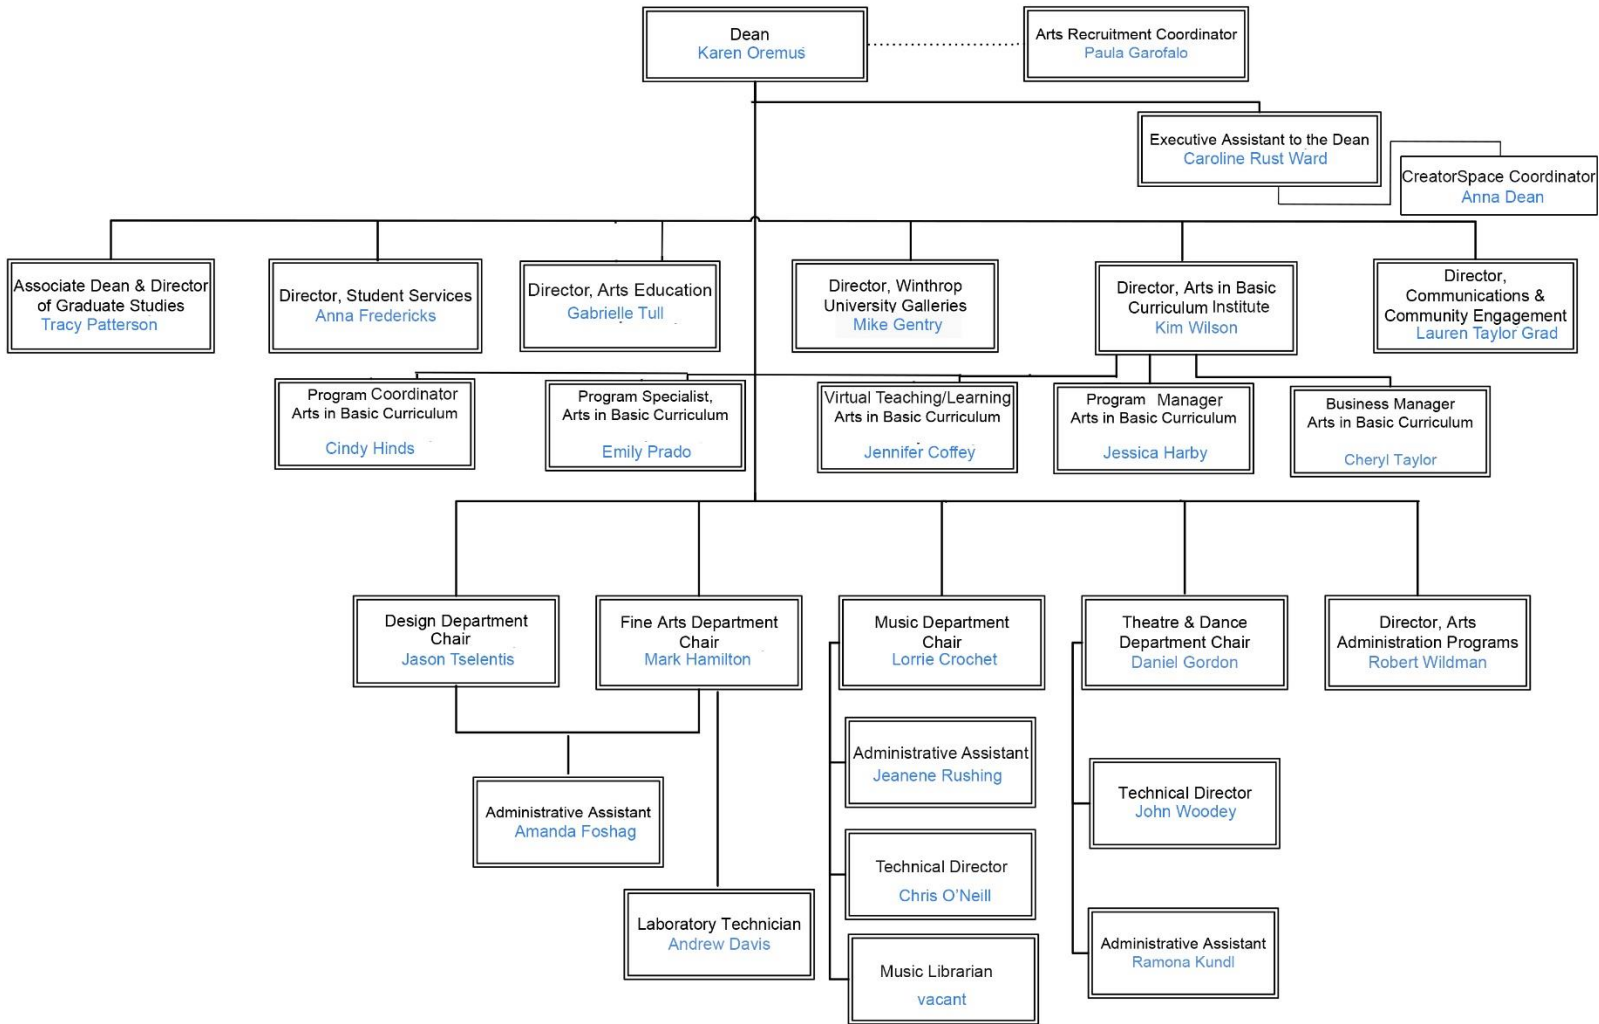 Dean
Karen Oremus
Arts Recruitment Coordinator
Paula Garofalo
Executive Assistant to the Dean
Caroline Rust Ward
CreatorSpace Coordinator
Anna Dean
Associate Dean & Director
of Graduate Studies
Tracy Patterson
Director, Student Services
Anna Fredericks
Director, Arts Education
Gabrielle Tull
Director, Winthrop
University Galleries
Mike Gentry
Director, Arts in Basic
Curriculum Institute
Kim Wilson
Director,
Communications &
Community Engagement
Lauren Taylor Grad
Program Coordinator
Arts in Basic Curriculum
Cindy Hinds
Program Specialist,
Arts in Basic Curriculum
Emily Prado
Virtual Teaching/Learning
Arts in Basic Curriculum
Jennifer Coffey
Program Manager
Arts in Basic Curriculum
Jessica Harby
Business Manager
Arts in Basic Curriculum
Cheryl Taylor
Design Department
Chair
Jason Tselentis
Fine Arts Department
Chair
Mark Hamilton
Music Department
Chair
Lorrie Crochet
Theatre & Dance
Department Chair
Daniel Gordon
Director, Arts
Administration Programs
Robert Wildman
Administrative Assistant
Amanda Foshag
Laboratory Technician
Andrew Davis
Administrative Assistant
Jeanene Rushing
Technical Director
Chris O’Neill
Music Librarian
vacant
Technical Director
John Woodey
Administrative Assistant
Ramona Kundl